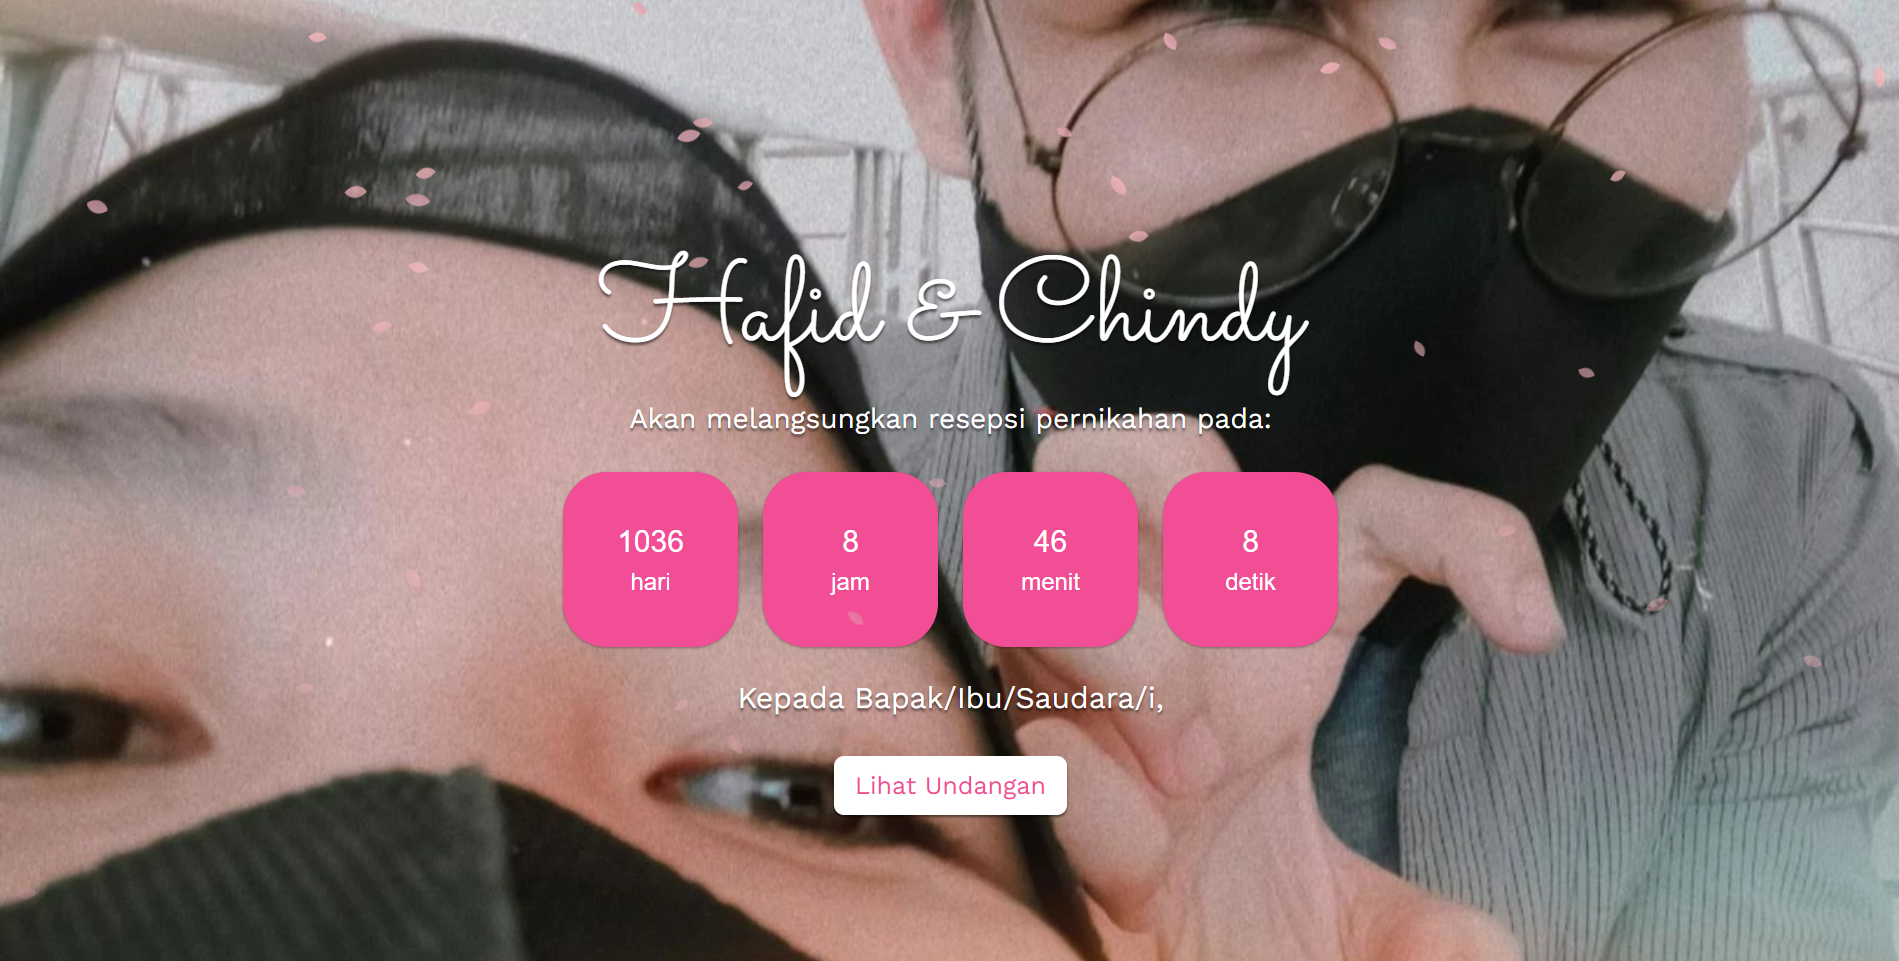 Hafid & Chindy
Akan melangsungkan resepsi pernikahan pada:
1036 8 46 8
hari jam menit detik
Kepada Bapak/Ibu/Saudara/i,
Lihat Undangan